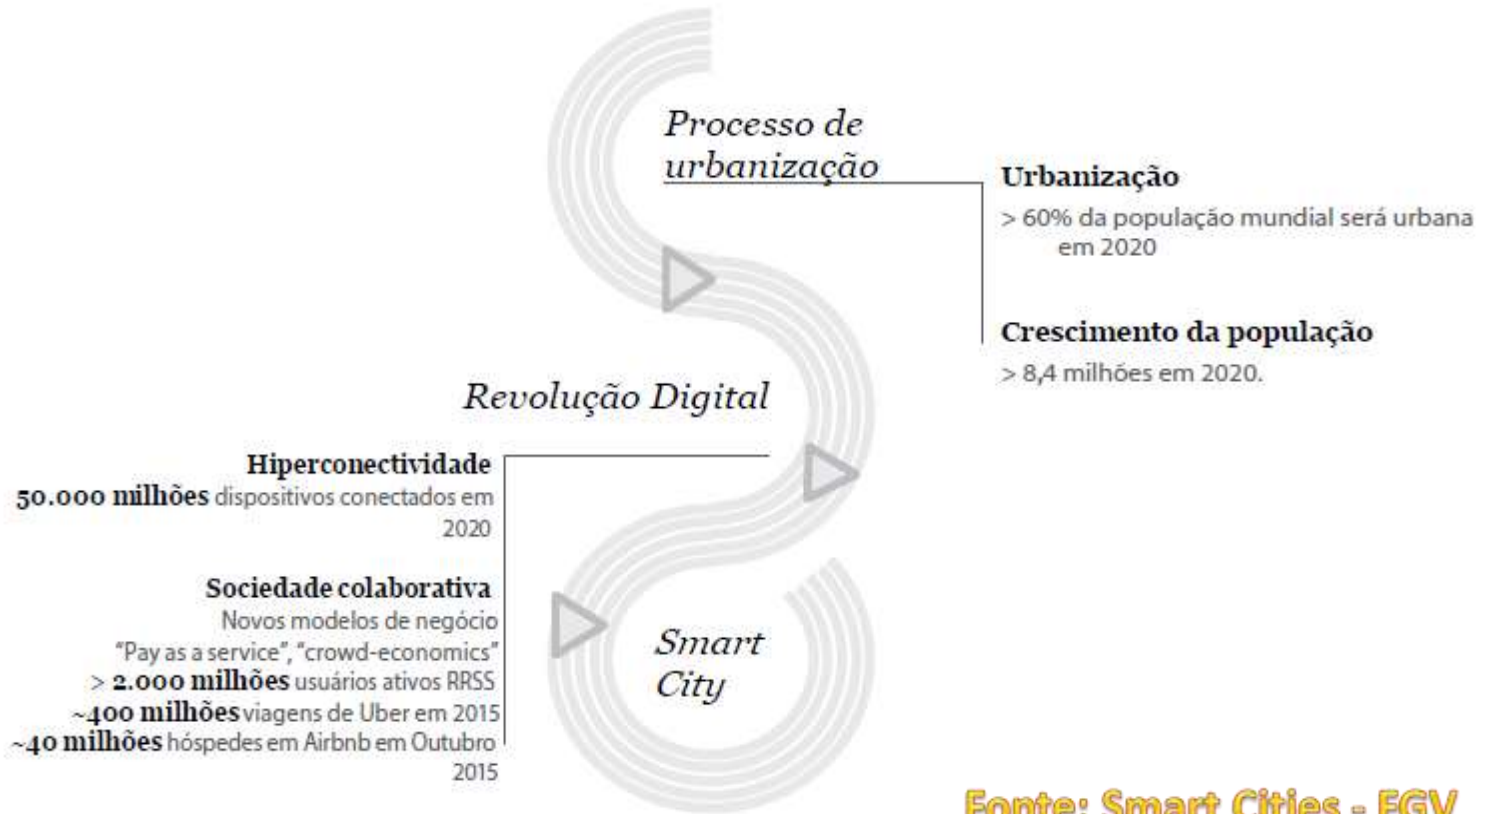 Processo de
urbanização
Urbanização
> 60% da população mundial será urbana
em 2020
Crescimento da população
> 8,4 milhões em 2020.
Revolução Digital
Hiperconectividade
50.000 milhões dispositivos conectados em
2020
Sociedade colaborativa
Novos modelos de negócio
“Pay as a service”, “crowd-economics”
> 2.000 milhões usuários ativos RRSS
~400 milhões viagens de Uber em 2015
~40 milhões hóspedes em Airbnb em Outubro
2015
Smart
City
Fonte: Smart Cities - FGV